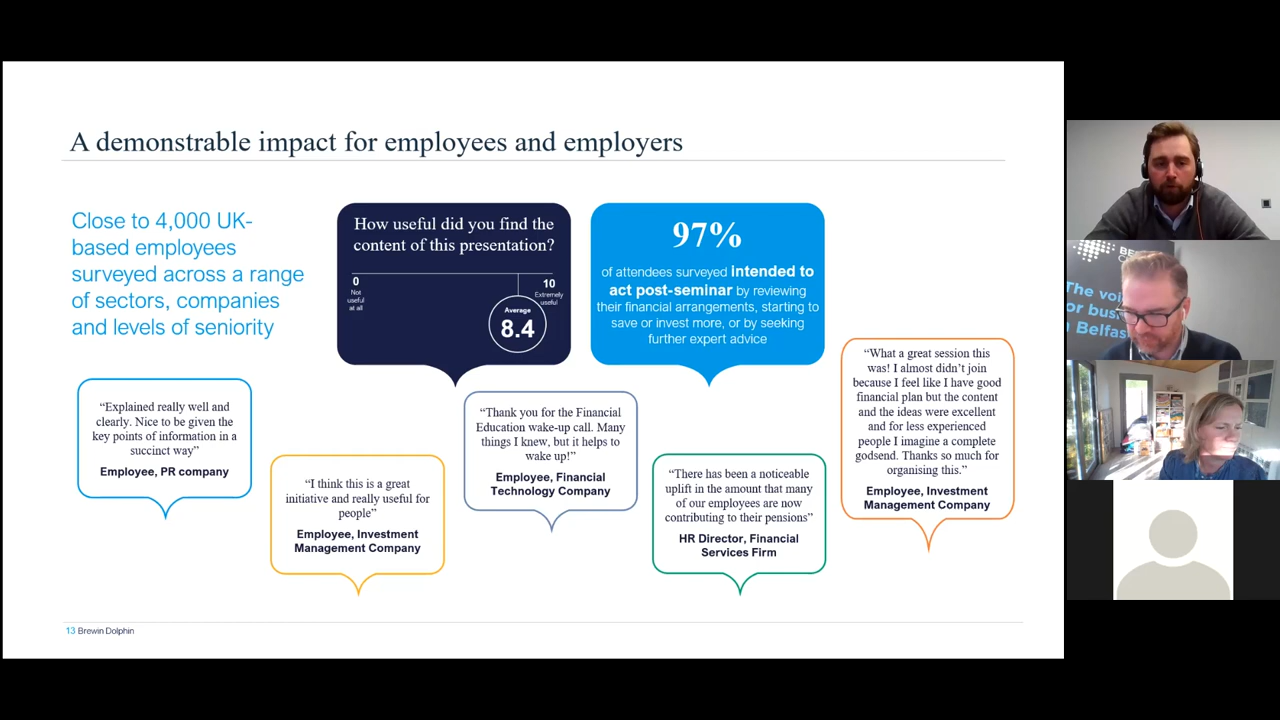 A demonstrable impact for employees and employers
Close to 4,000 UK-
based employees
surveyed across a range
of sectors, companies
and levels of seniority
How useful did you find the
content of this presentation?
0
Not
useful
at all
10
Extremely
useful
Average
8.4
97%
of attendees surveyed intended to
act post-seminar by reviewing
their financial arrangements, starting to
save or invest more, or by seeking
further expert advice
“Explained really well and
clearly. Nice to be given the
key points of information in a
succinct way”
Employee, PR company
“I think this is a great
initiative and really useful for
people”
Employee, Investment
Management Company
“Thank you for the Financial
Education wake-up call. Many
things I knew, but it helps to
wake up!”
Employee, Financial
Technology Company
“There has been a noticeable
uplift in the amount that many
of our employees are now
contributing to their pensions”
HR Director, Financial
Services Firm
“What a great session this
was! I almost didn’t join
because I feel like I have good
financial plan but the content
and the ideas were excellent
and for less experienced
people I imagine a complete
godsend. Thanks so much for
organising this.”
Employee, Investment
Management Company
13 Brewin Dolphin
The voi
or busi
n Belfas